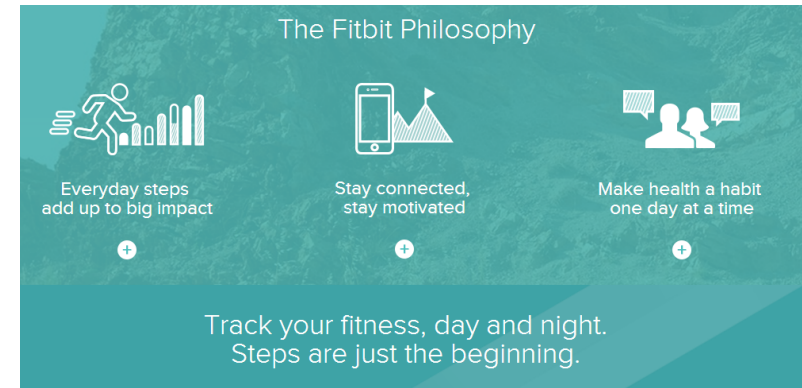 The Fitbit Philosophy
Everyday steps
add up to big impact
Stay connected,
stay motivated
Make health a habit
one day at a time
Track your fitness, day and night.
Steps are just the beginning.